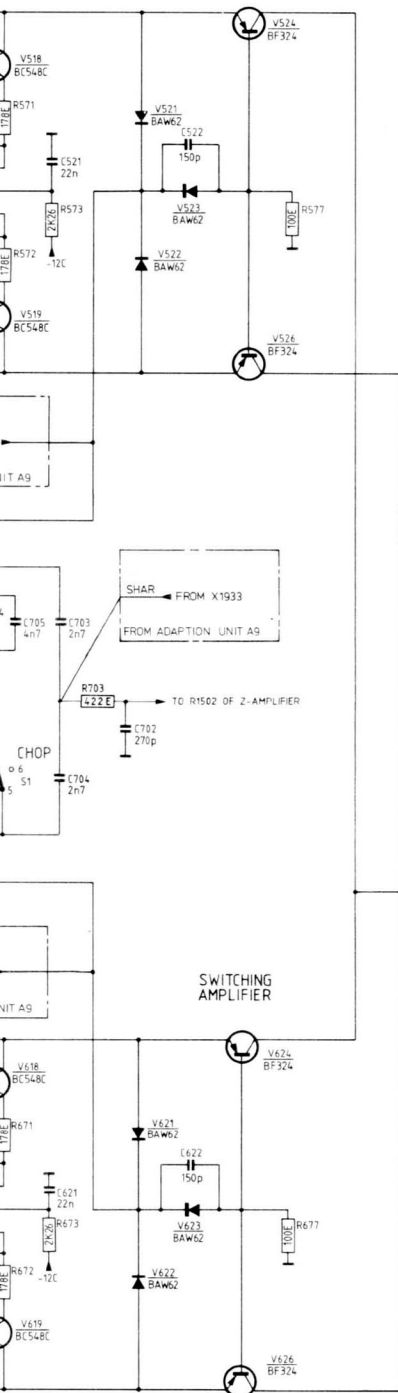 V524
BF324
V518
BC548C
R571
178E
V521
BAW62
C522
150p
C521
22n
R573
2K26
-12C
V523
BAW62
R577
100E
R572
178E
V522
BAW62
V519
BC548C
V526
BF324
IT A9
SHAR
FROM X1933
FROM ADAPTION UNIT A9
C705
4n7
C703
2n7
R703
422E
TO R1502 OF Z-AMPLIFIER
C702
270p
CHOP
6
S1
5
C704
2n7
NIT A9
SWITCHING
AMPLIFIER
V624
BF324
V618
BC548C
R671
178E
V621
BAW62
C622
150p
C621
22n
R673
2K26
-12C
V623
BAW62
R677
100E
R672
178E
V622
BAW62
V619
BC548C
V626
BF324